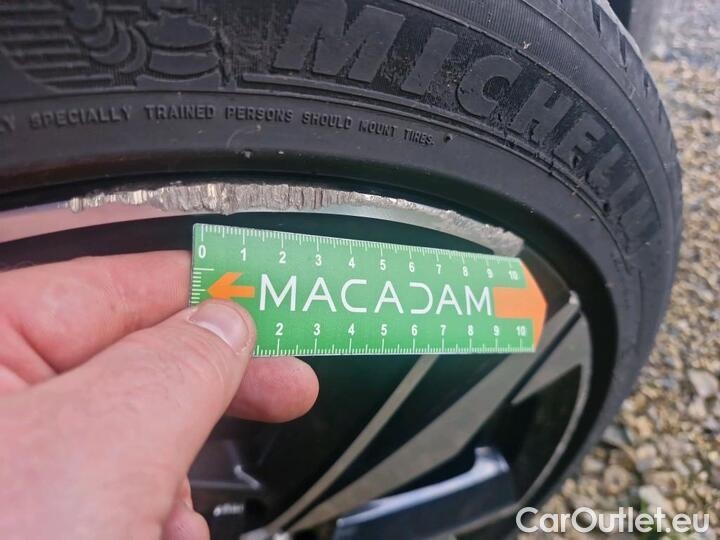 MICHELIN
SPECIALLY TRAINED PERSONS SHOULD MOUNT TIRES.
0 1 2 3 4 5 6 7 8 9 10
MACADAM
2 3 4 5 6 7 8 9 10
CarOutlet.eu